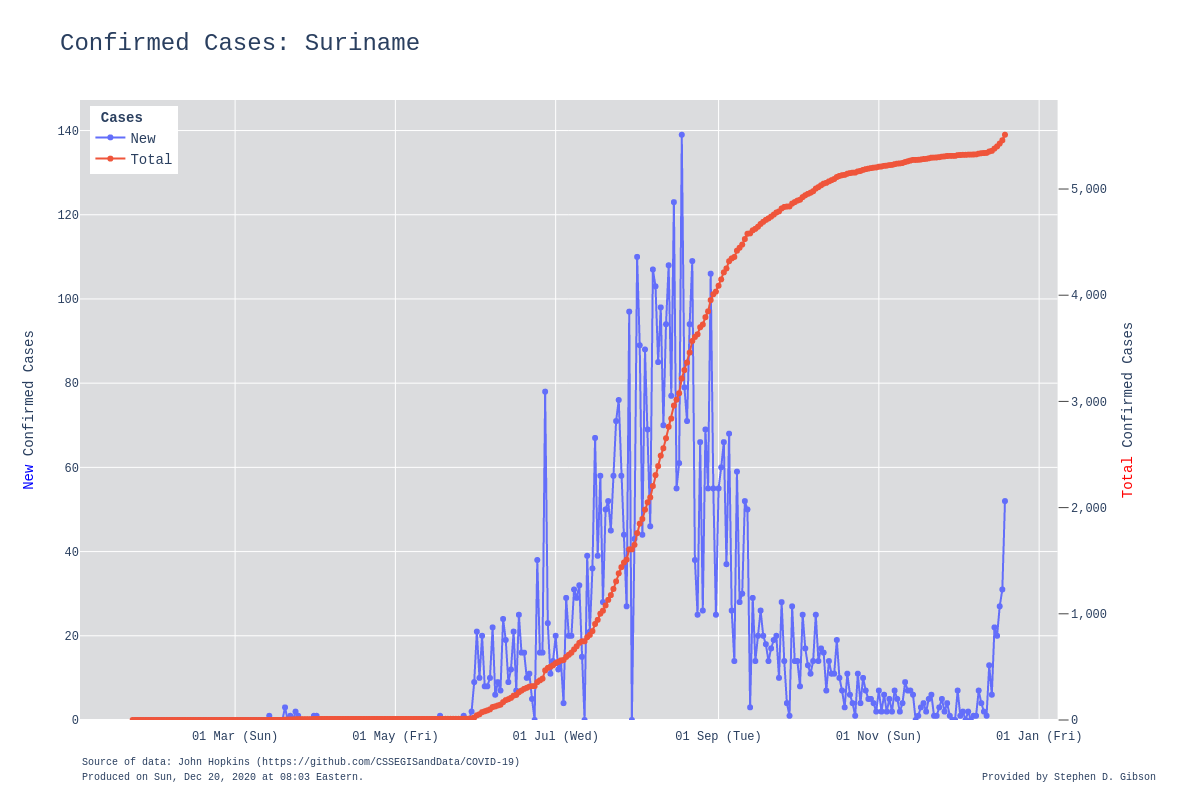 Confirmed Cases: Suriname
Cases
New
Total
140
120
100
80
60
40
20
0
5,000
4,000
3,000
2,000
1,000
0
New Confirmed Cases
Total Confirmed Cases
01 Mar (Sun)
01 May (Fri)
01 Jul (Wed)
01 Sep (Tue)
01 Nov (Sun)
01 Jan (Fri)
Source of data: John Hopkins (https://github.com/CSSEGISandData/COVID-19)
Produced on Sun, Dec 20, 2020 at 08:03 Eastern.
Provided by Stephen D. Gibson